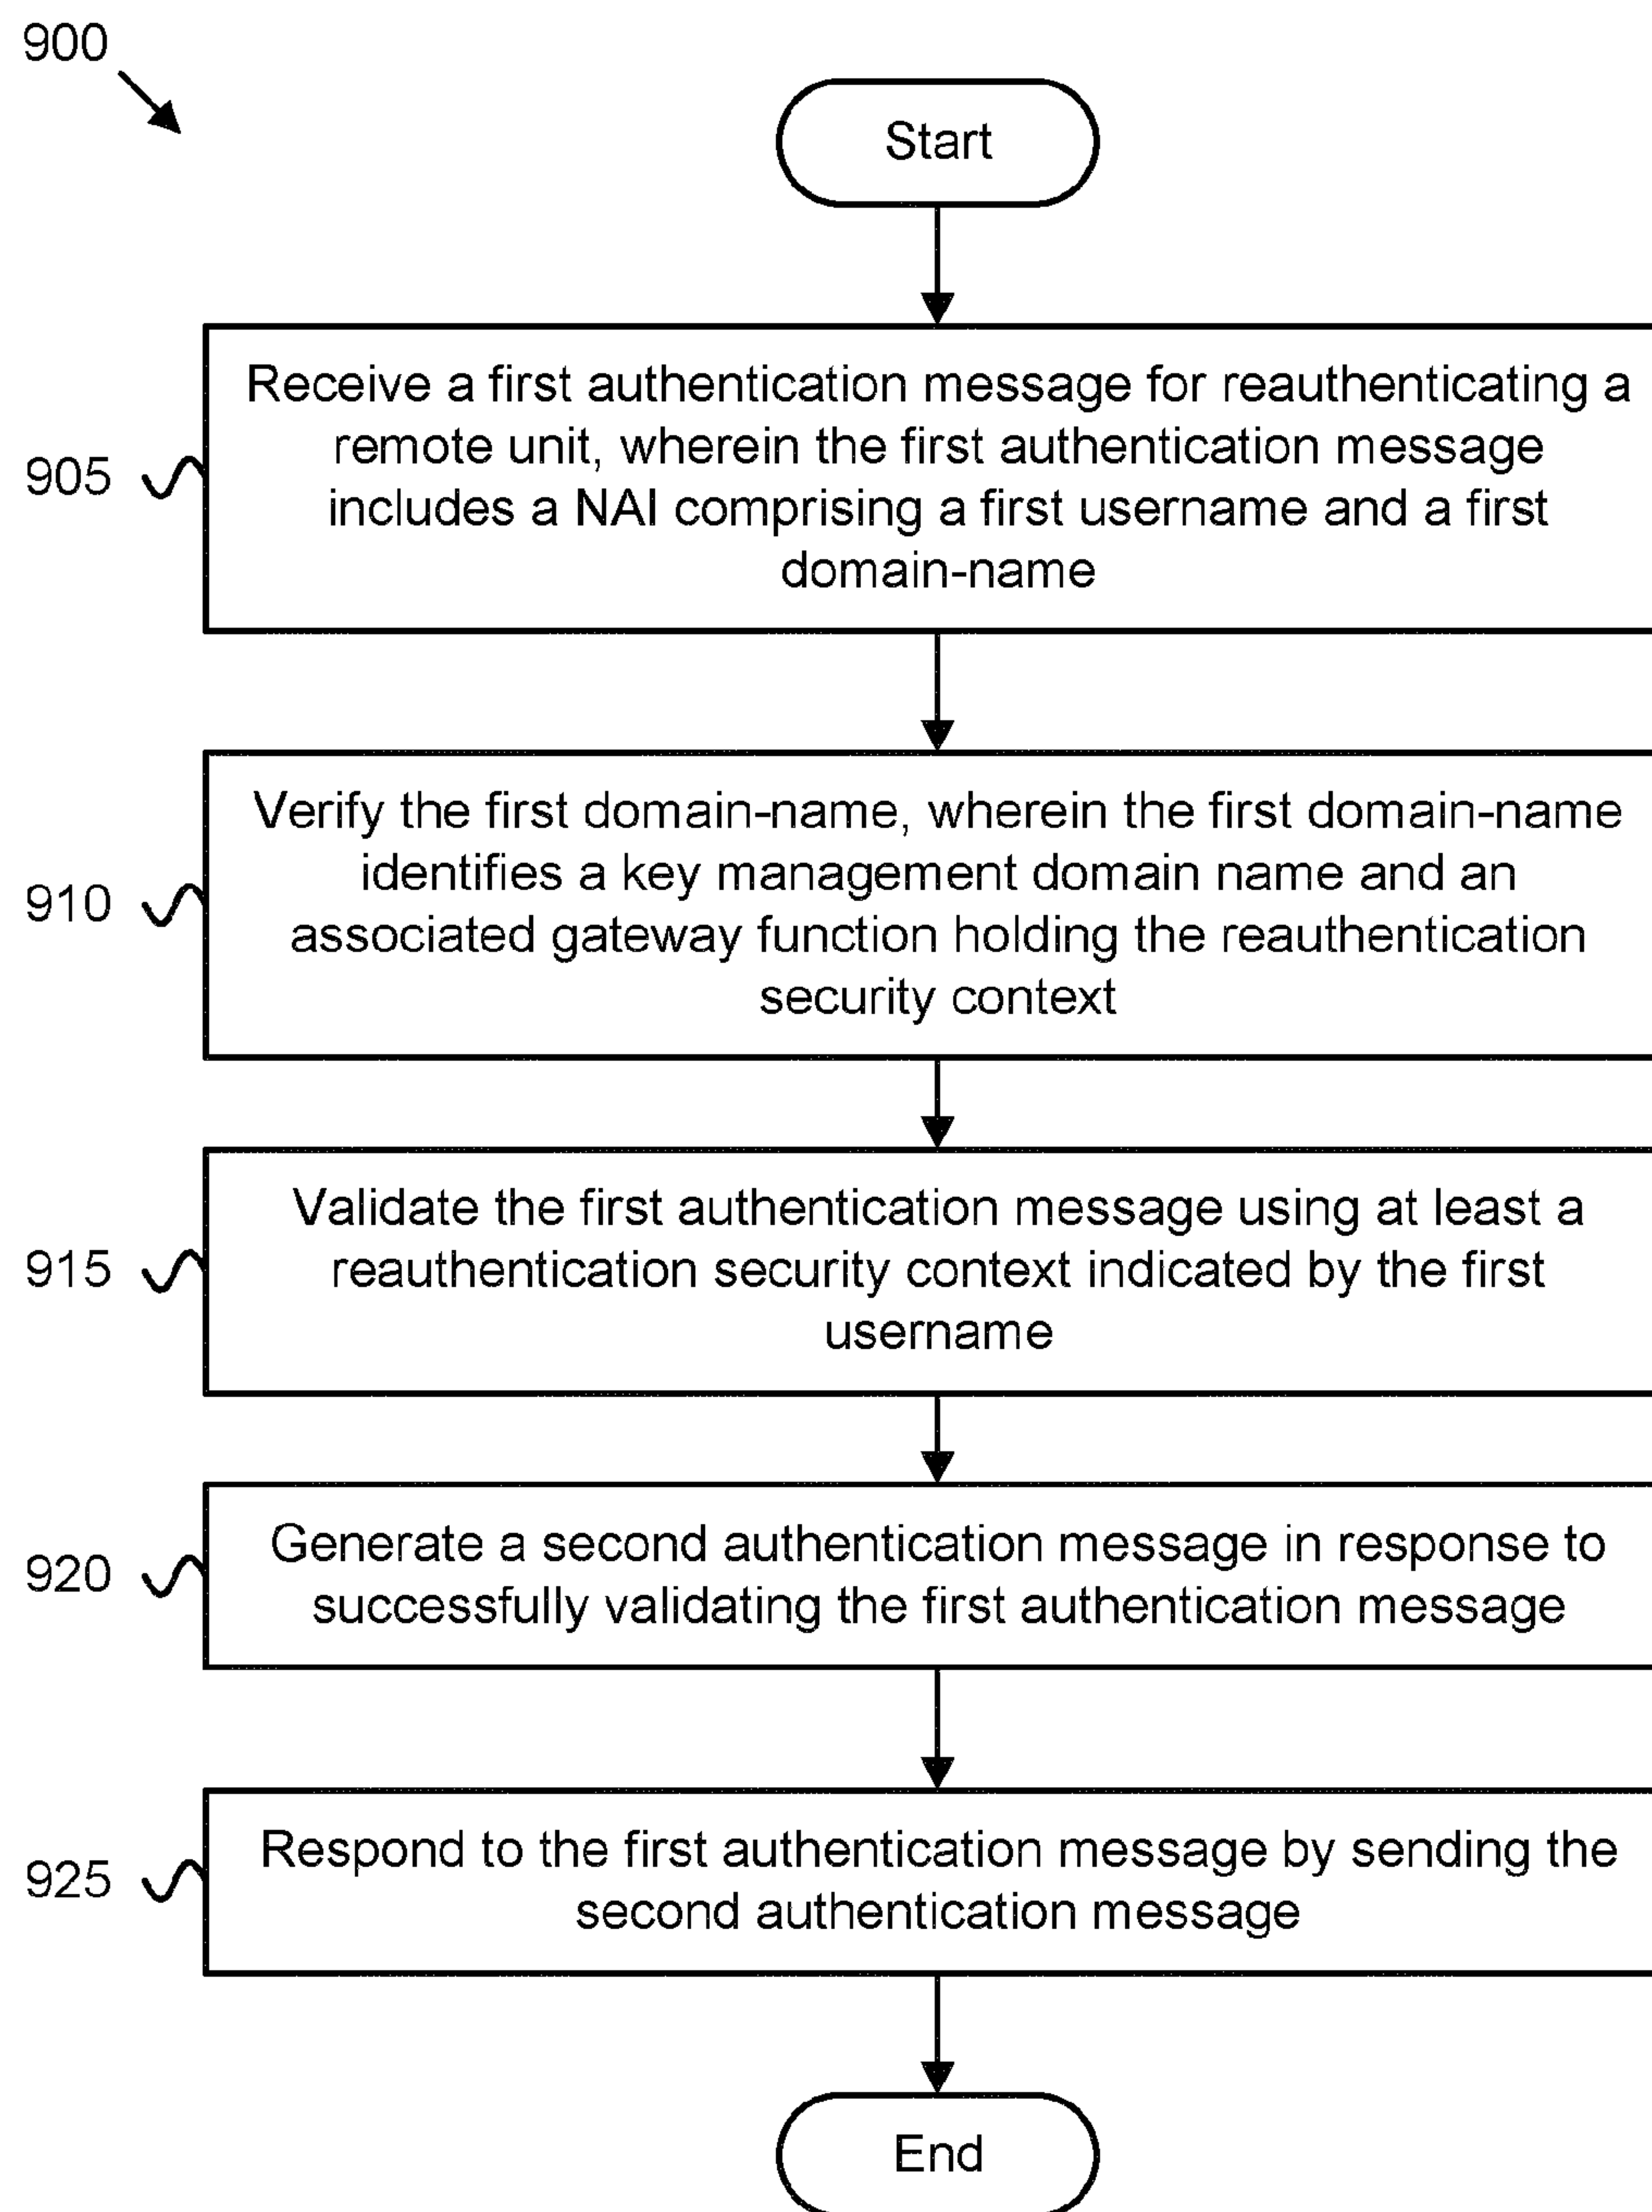 900
Start
Receive a first authentication message for reauthenticating a
remote unit, wherein the first authentication message
includes a NAI comprising a first username and a first
domain-name
905
Verify the first domain-name, wherein the first domain-name
identifies a key management domain name and an
associated gateway function holding the reauthentication
security context
910
Validate the first authentication message using at least a
reauthentication security context indicated by the first
username
915
Generate a second authentication message in response to
successfully validating the first authentication message
920
Respond to the first authentication message by sending the
second authentication message
925
End